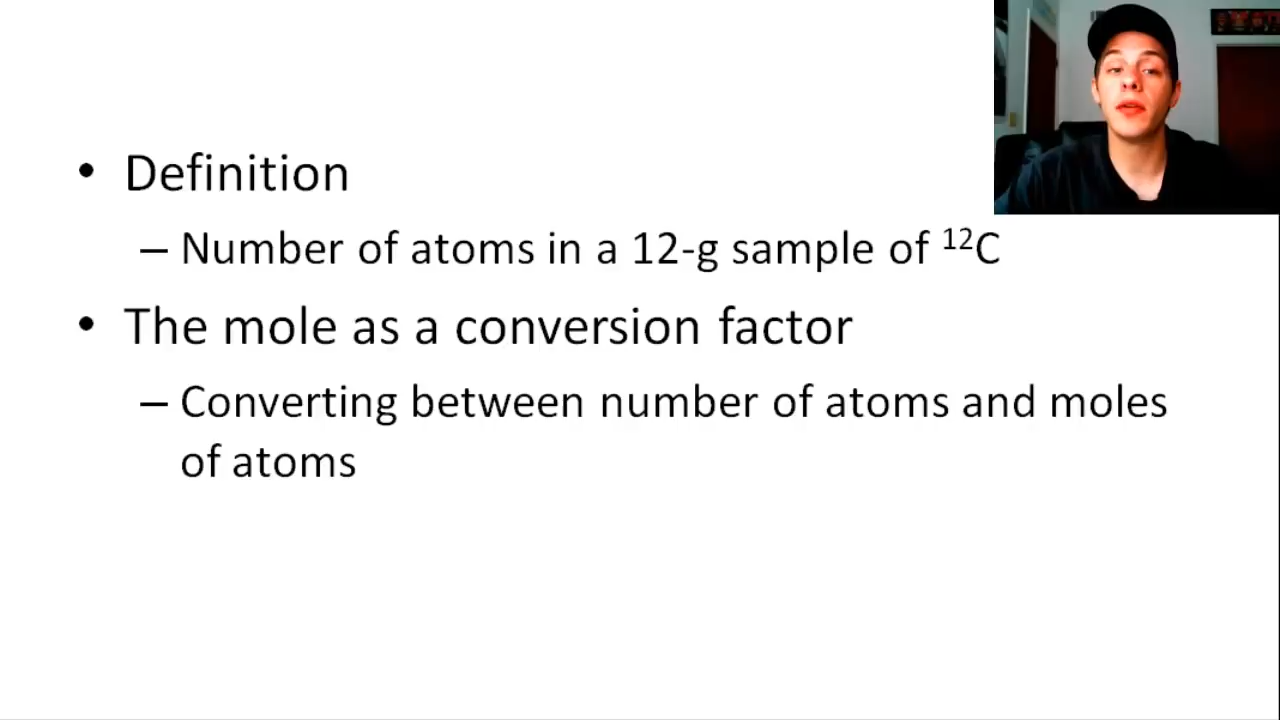 • Definition
– Number of atoms in a 12-g sample of ¹²C
• The mole as a conversion factor
– Converting between number of atoms and moles
of atoms